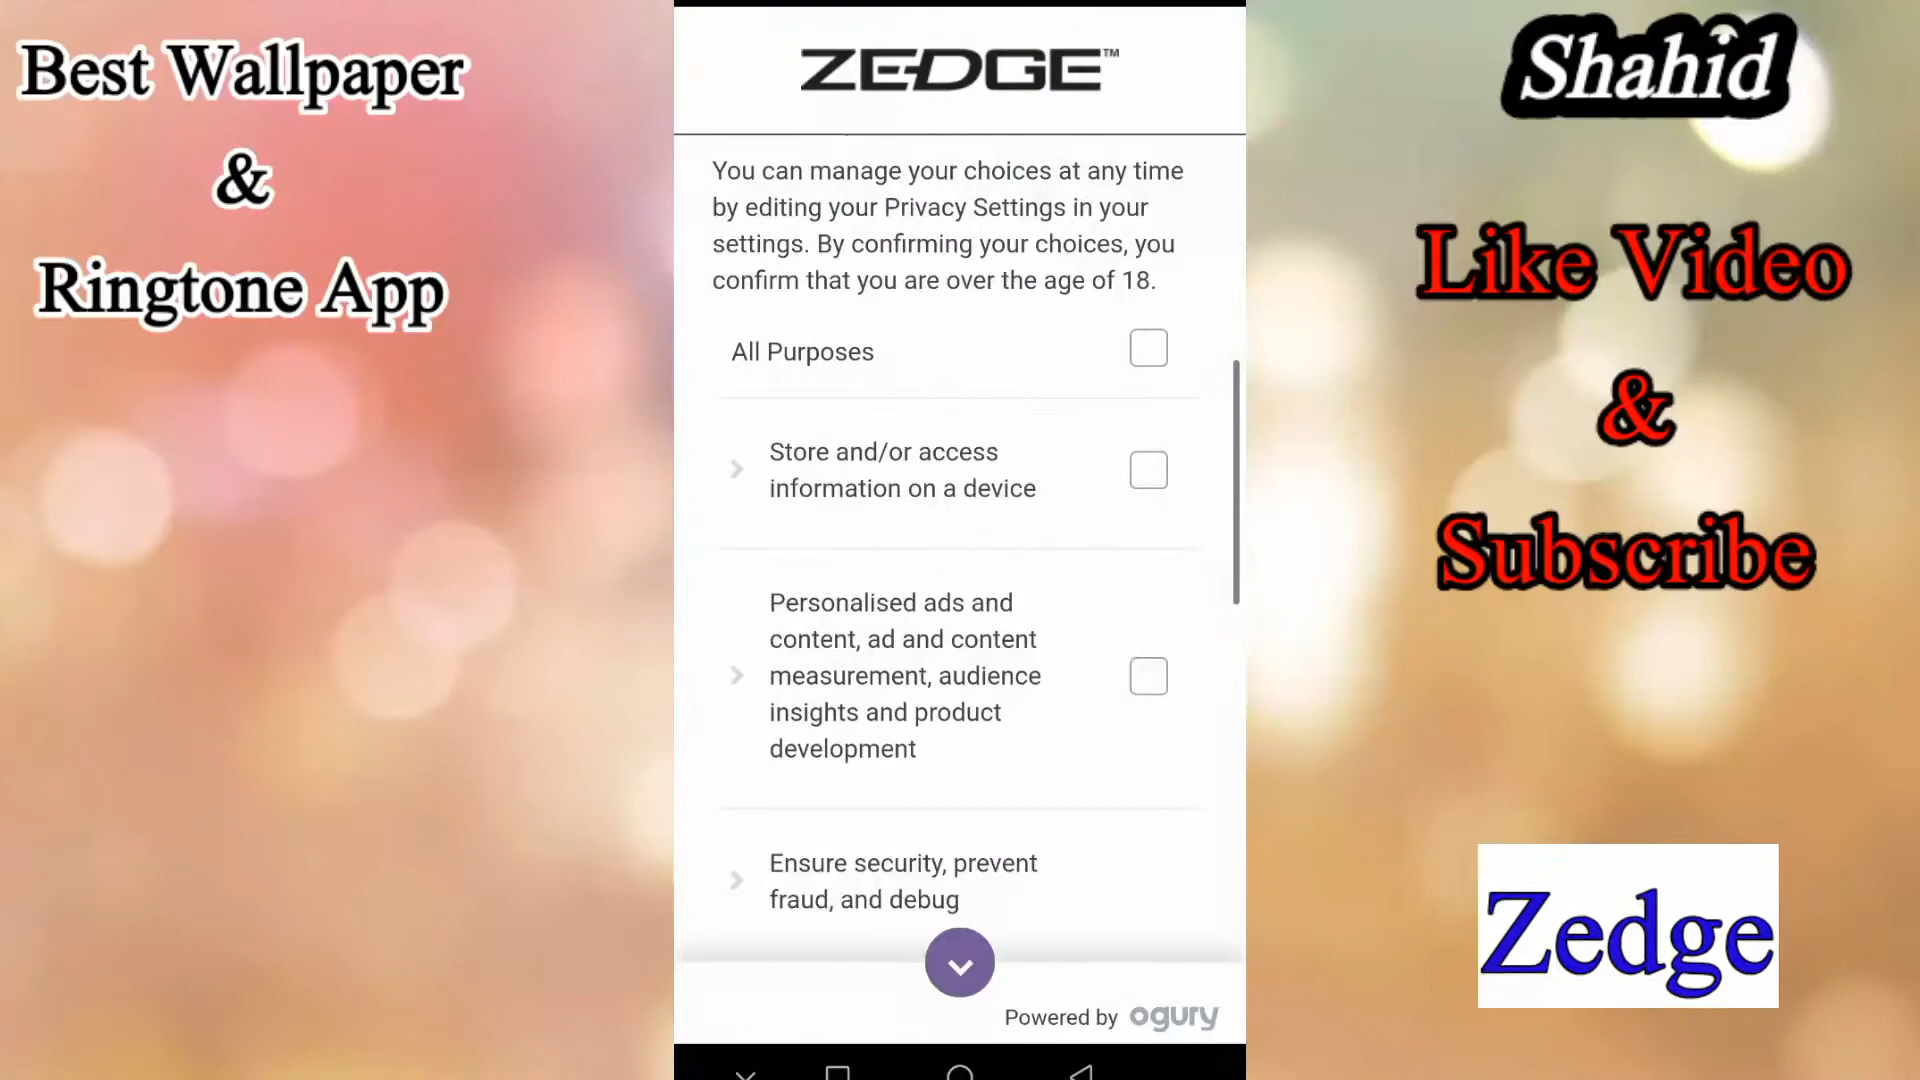 Best Wallpaper
&
Ringtone App
ZEDGE™
You can manage your choices at any time
by editing your Privacy Settings in your
settings. By confirming your choices, you
confirm that you are over the age of 18.
All Purposes
Store and/or access
information on a device
Personalised ads and
content, ad and content
measurement, audience
insights and product
development
Ensure security, prevent
fraud, and debug
Powered by ogury
Shahid
Like Video
&
Subscribe
Zedge